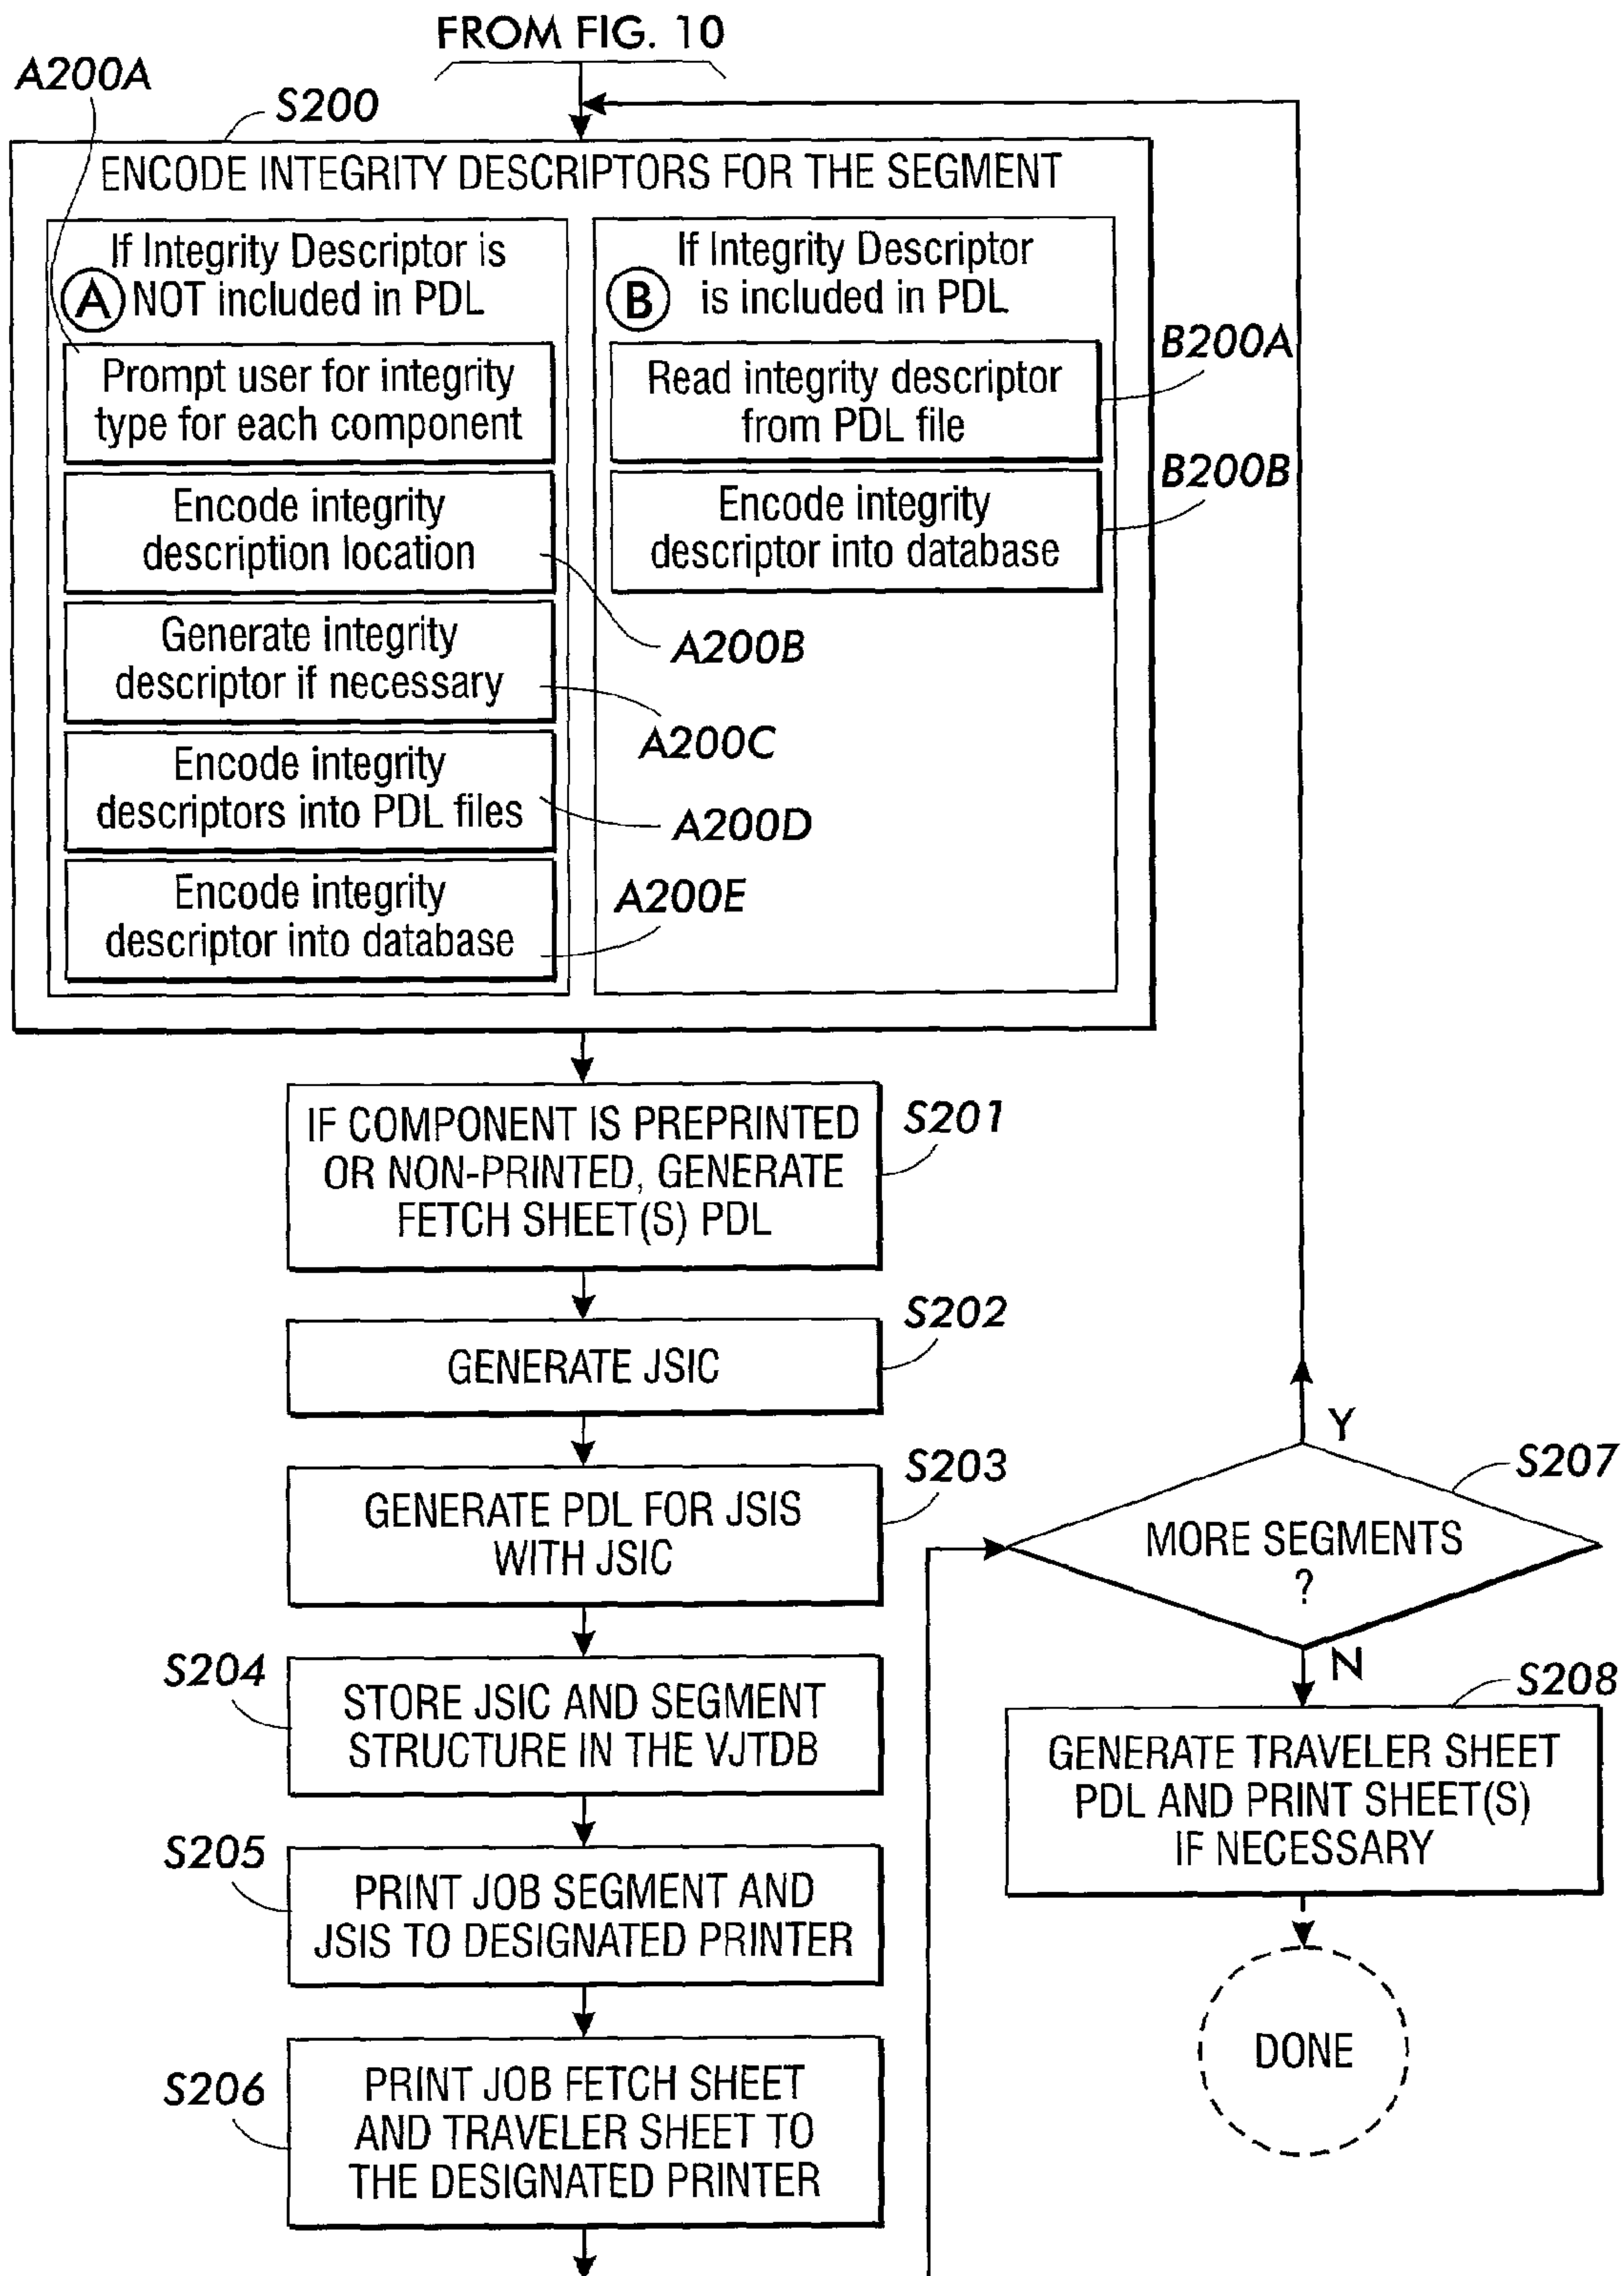 FROM FIG. 10
A200A
S200
ENCODE INTEGRITY DESCRIPTORS FOR THE SEGMENT
If Integrity Descriptor is
A NOT included in PDL
Prompt user for integrity
type for each component
Encode integrity
description location
A200B
Generate integrity
descriptor if necessary
A200C
Encode integrity
descriptors into PDL files
A200D
Encode integrity
descriptor into database
A200E
If Integrity Descriptor
B is included in PDL
Read integrity descriptor
from PDL file
B200A
Encode integrity
descriptor into database
B200B
IF COMPONENT IS PREPRINTED
OR NON-PRINTED, GENERATE
FETCH SHEET(S) PDL
S201
GENERATE JSIC
S202
GENERATE PDL FOR JSIS
WITH JSIC
S203
S204
STORE JSIC AND SEGMENT
STRUCTURE IN THE VJTDB
S205
PRINT JOB SEGMENT AND
JSIS TO DESIGNATED PRINTER
S206
PRINT JOB FETCH SHEET
AND TRAVELER SHEET TO
THE DESIGNATED PRINTER
Y
S207
MORE SEGMENTS
?
N
S208
GENERATE TRAVELER SHEET
PDL AND PRINT SHEET(S)
IF NECESSARY
DONE